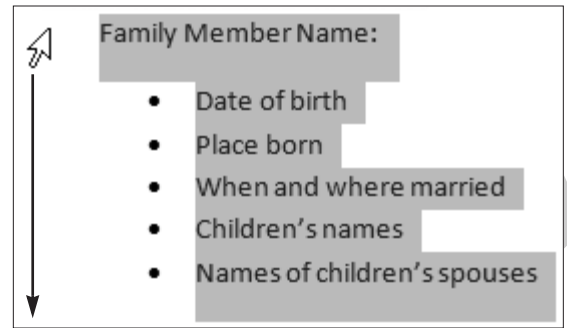 Family Member Name:
• Date of birth
• Place born
• When and where married
• Children’s names
• Names of children’s spouses